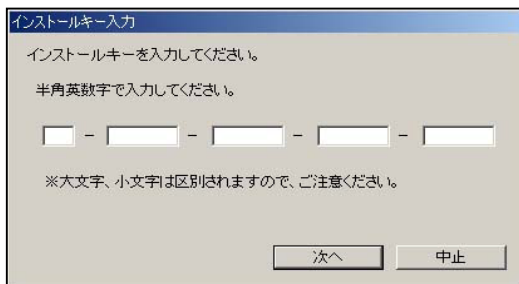 インストールキー入力
インストールキーを入力してください。
半角英数字で入力してください。
－ － － －
※大文字、小文字は区別されますので、ご注意ください。
次へ 中止